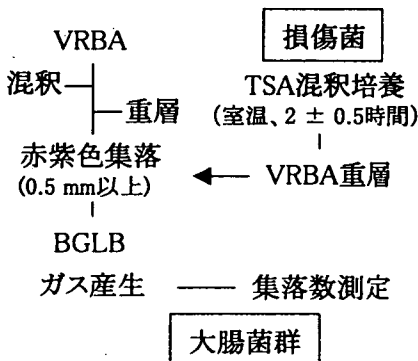 VRBA
混釈
重層
赤紫色集落
(0.5 mm以上)
BGLB
ガス産生
損傷菌
TSA混釈培養
(室温、2 ± 0.5時間)
VRBA重層
集落数測定
大腸菌群